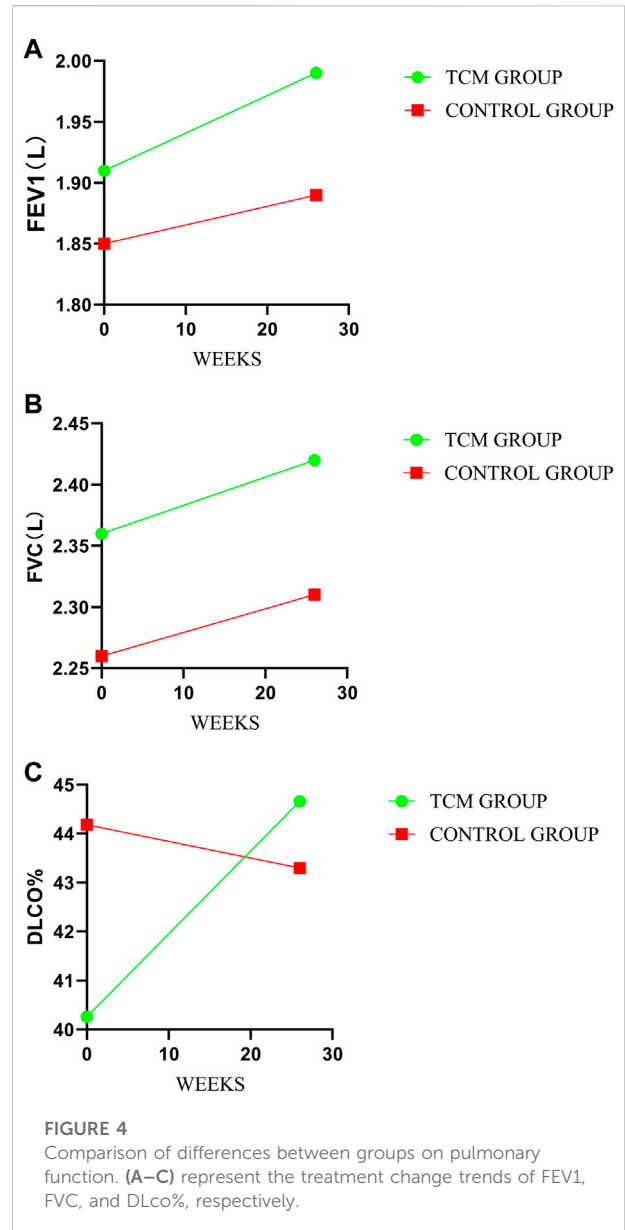 A
2.00
1.95
1.90
1.85
1.80
FEV1(L)
0 10 20 30
WEEKS
TCM GROUP
CONTROL GROUP
B
2.45
2.40
2.35
2.30
2.25
FVC(L)
0 10 20 30
WEEKS
TCM GROUP
CONTROL GROUP
C
45
44
43
42
41
40
DLCO%
0 10 20 30
WEEKS
TCM GROUP
CONTROL GROUP
FIGURE 4
Comparison of differences between groups on pulmonary
function. (A–C) represent the treatment change trends of FEV1,
FVC, and DLco%, respectively.